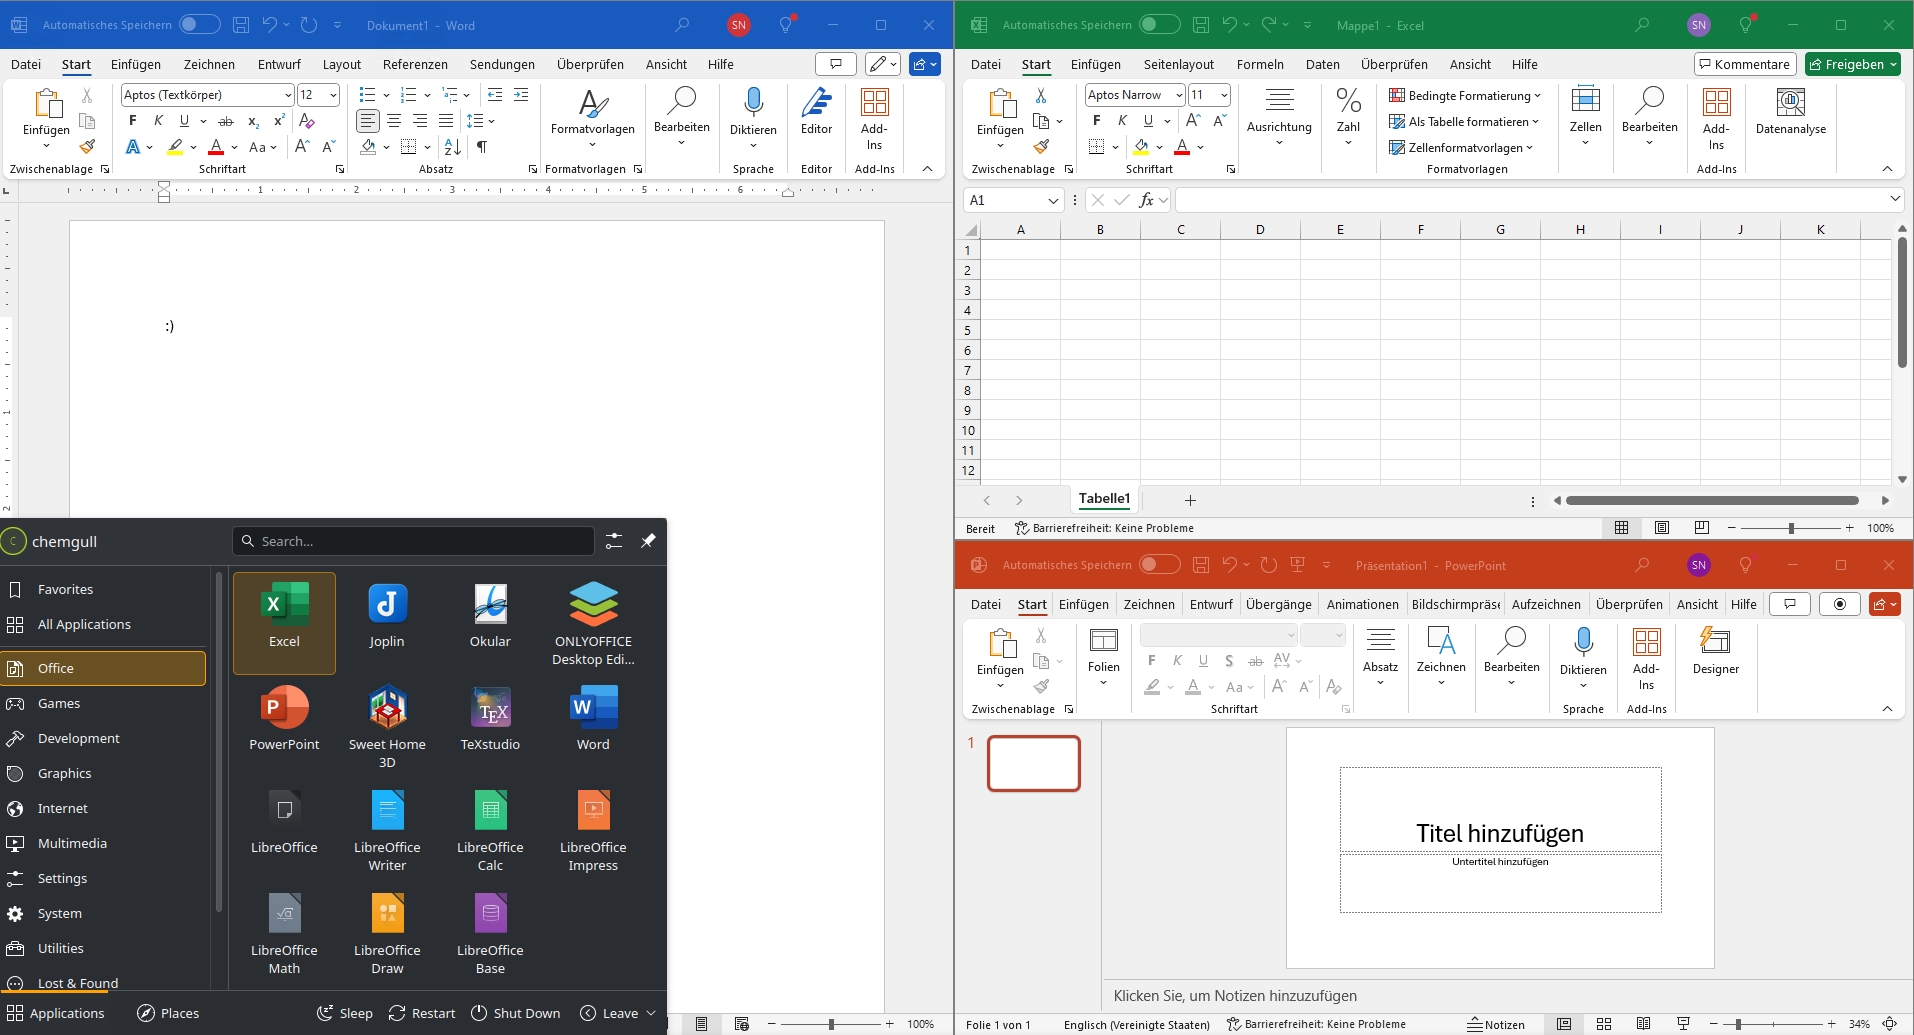 Automatisches Speichern
Dokument1 - Word
SN
Datei Start Einfügen Zeichnen Entwurf Layout Referenzen Sendungen Überprüfen Ansicht Hilfe
Aptos (Textkörper) 12
Einfügen
F K U ab x₂ x²
A A Aa A A
Formatvorlagen
Bearbeiten
Diktieren
Editor
Add-
Ins
Zwischenablage Schriftart Absatz Formatvorlagen Sprache Editor Add-Ins
1 2 3 4 5 6
1
2
:)
Automatisches Speichern
Mappe1 - Excel
SN
Datei Start Einfügen Seitenlayout Formeln Daten Überprüfen Ansicht Hilfe
Kommentare Freigeben
Aptos Narrow 11
Einfügen
F K U A A
A
Ausrichtung
Zahl
Bedingte Formatierung
Als Tabelle formatieren
Zellenformatvorlagen
Zellen
Bearbeiten
Add-
Ins
Datenanalyse
Zwischenablage Schriftart Formatvorlagen Add-Ins
A1 fx
A B C D E F G H I J K
1
2
3
4
5
6
7
8
9
10
11
12
Tabelle1
Bereit Barrierefreiheit: Keine Probleme 100%
chemgull
Search...
Favorites
All Applications
Office
Games
Development
Graphics
Internet
Multimedia
Settings
System
Utilities
Lost & Found
Excel
Joplin
Okular
ONLYOFFICE
Desktop Edi...
PowerPoint
Sweet Home
3D
TeXstudio
Word
LibreOffice
LibreOffice
Writer
LibreOffice
Calc
LibreOffice
Impress
LibreOffice
Math
LibreOffice
Draw
LibreOffice
Base
Applications Places Sleep Restart Shut Down Leave
100%
Automatisches Speichern
Präsentation1 - PowerPoint
SN
Datei Start Einfügen Zeichnen Entwurf Übergänge Animationen Bildschirmpräse Aufzeichnen Überprüfen Ansicht Hilfe
Einfügen
Folien
F K U S ab AV
A Aa A A A
Absatz
Zeichnen
Bearbeiten
Diktieren
Add-
Ins
Designer
Zwischenablage Schriftart Sprache Add-Ins
1
Titel hinzufügen
Untertitel hinzufügen
Klicken Sie, um Notizen hinzuzufügen
Folie 1 von 1 Englisch (Vereinigte Staaten) Barrierefreiheit: Keine Probleme Notizen 34%